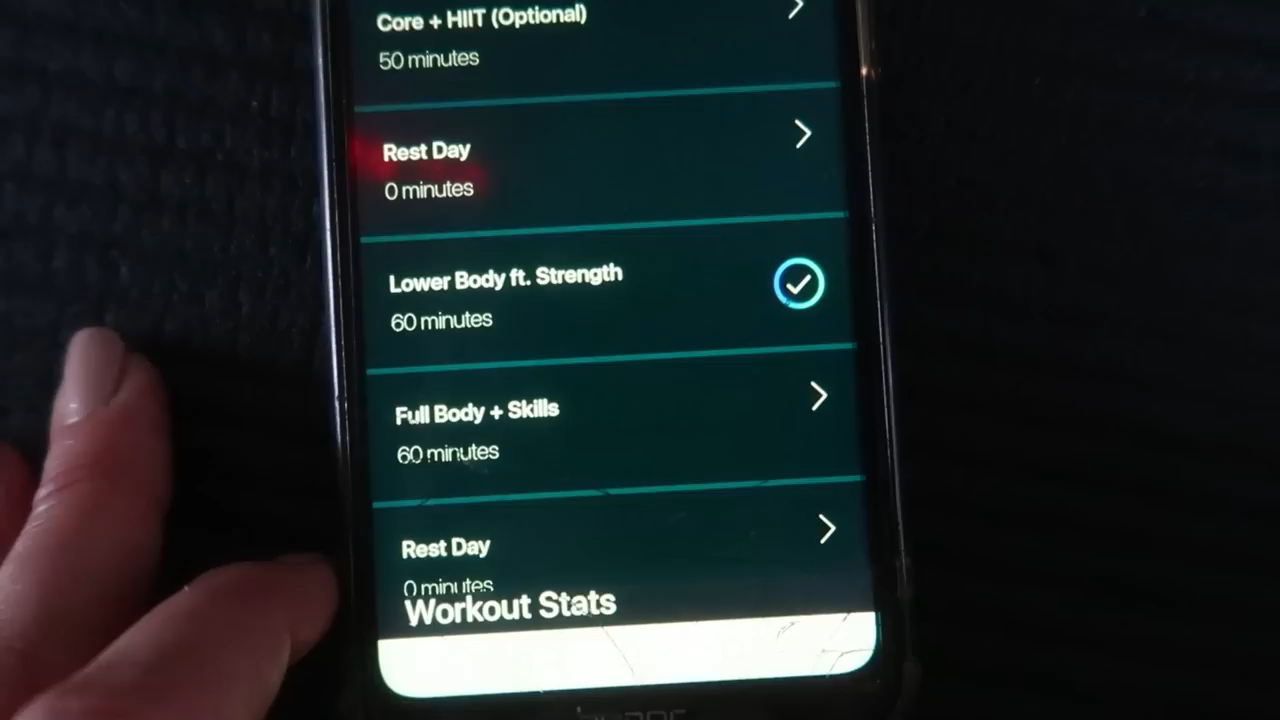 Core + HIIT (Optional)
50 minutes
Rest Day
0 minutes
Lower Body ft. Strength
60 minutes
Full Body + Skills
60 minutes
Rest Day
0 minutes
Workout Stats